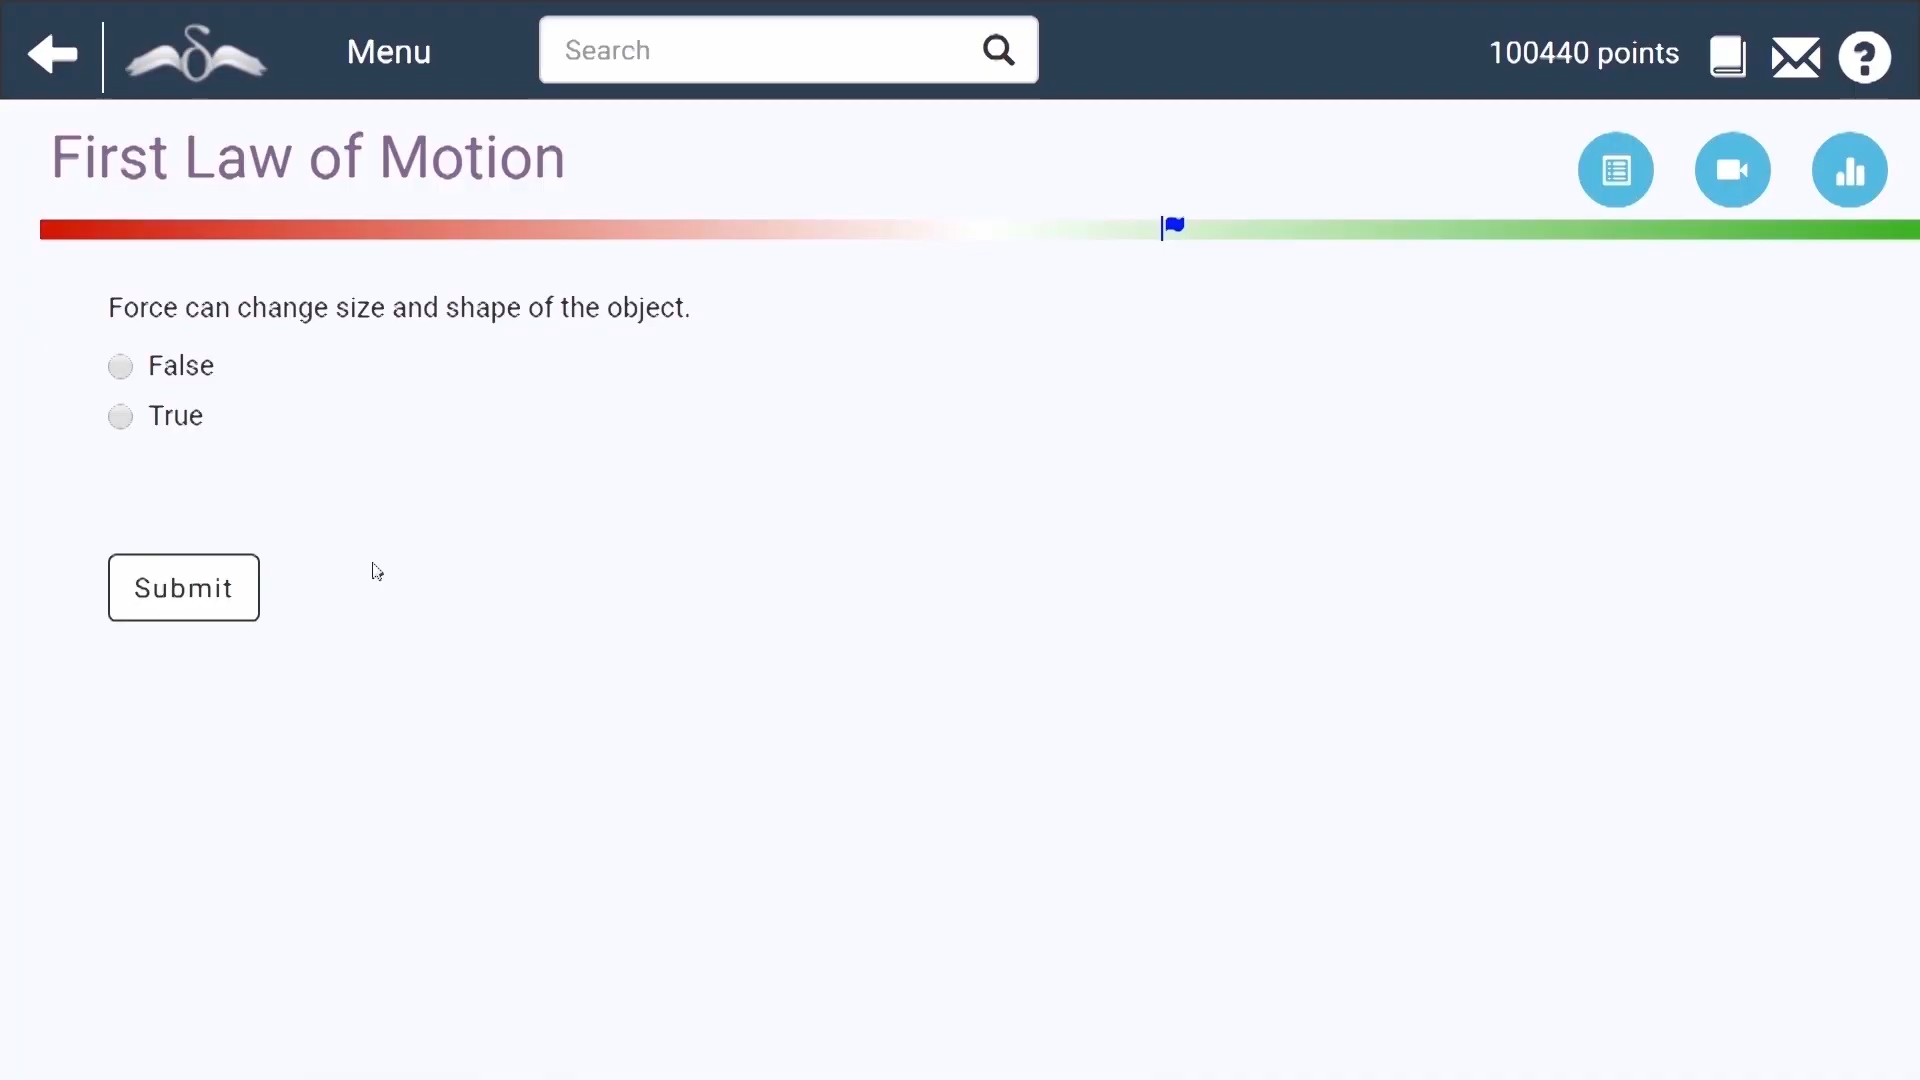 Menu
Search
100440 points
First Law of Motion
Force can change size and shape of the object.
False
True
Submit